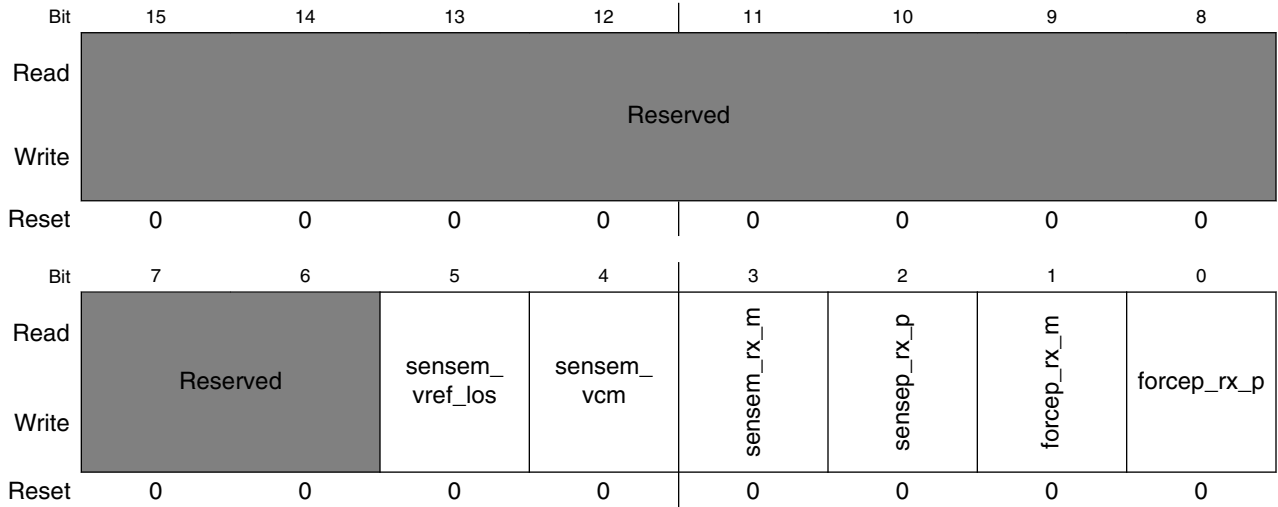 Bit 15 14 13 12 11 10 9 8
Read
Reserved
Write
Reset 0 0 0 0 0 0 0 0
Bit 7 6 5 4 3 2 1 0
Read
Write
Reserved
sensem_
vref_los
sensem_
vcm
sensem_rx_m
sensep_rx_p
forcep_rx_m
forcep_rx_p
Reset 0 0 0 0 0 0 0 0